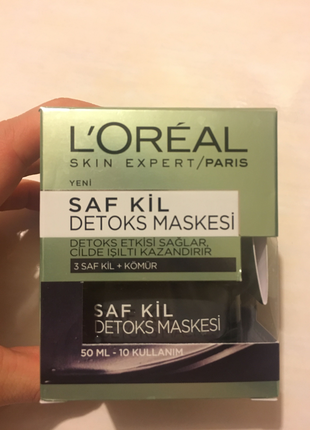 L'ORÉAL
SKIN EXPERT/PARIS
YENİ
SAF KİL
DETOKS MASKESİ
DETOKS ETKİSİ SAĞLAR,
CİLDE IŞILTI KAZANDIRIR
3 SAF KİL + KÖMÜR
SAF KİL
DETOKS MASKESİ
50 ML - 10 KULLANIM